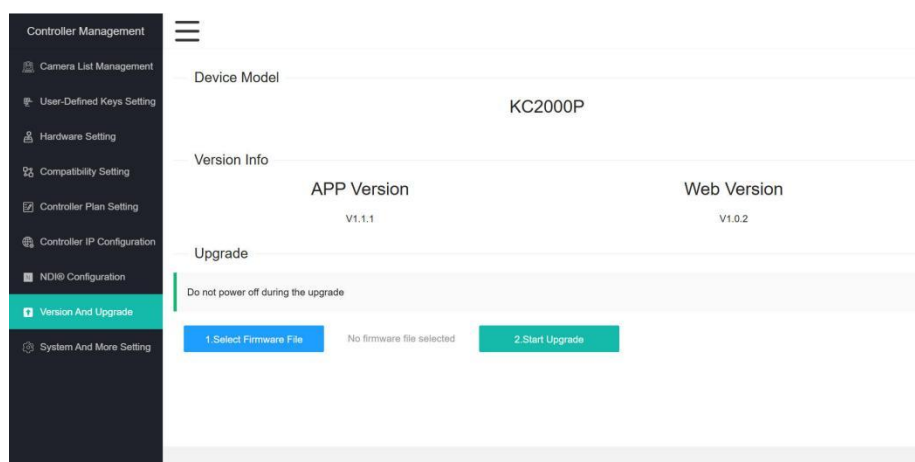 Controller Management
Camera List Management
User-Defined Keys Setting
Hardware Setting
Compatibility Setting
Controller Plan Setting
Controller IP Configuration
NDI® Configuration
Version And Upgrade
System And More Setting
Device Model
KC2000P
Version Info
APP Version Web Version
V1.1.1 V1.0.2
Upgrade
Do not power off during the upgrade
1.Select Firmware File No firmware file selected 2.Start Upgrade